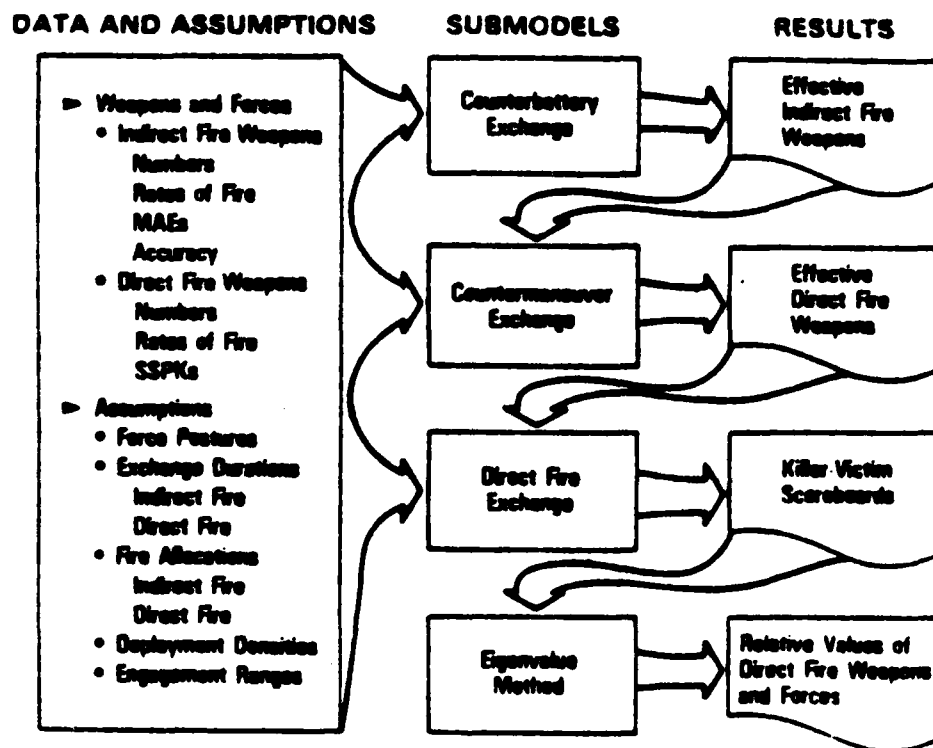 DATA AND ASSUMPTIONS
► Weapons and Forces
• Indirect Fire Weapons
Numbers
Rates of Fire
MAEs
Accuracy
• Direct Fire Weapons
Numbers
Rates of Fire
SSPKs
► Assumptions
• Force Postures
• Exchange Durations
Indirect Fire
Direct Fire
• Fire Allocations
Indirect Fire
Direct Fire
• Deployment Densities
• Engagement Ranges
SUBMODELS
Counterbattery
Exchange
Countermaneuver
Exchange
Direct Fire
Exchange
Eigenvalue
Method
RESULTS
Effective
Indirect Fire
Weapons
Effective
Direct Fire
Weapons
Killer-Victim
Scoreboards
Relative Values of
Direct Fire Weapons
and Forces